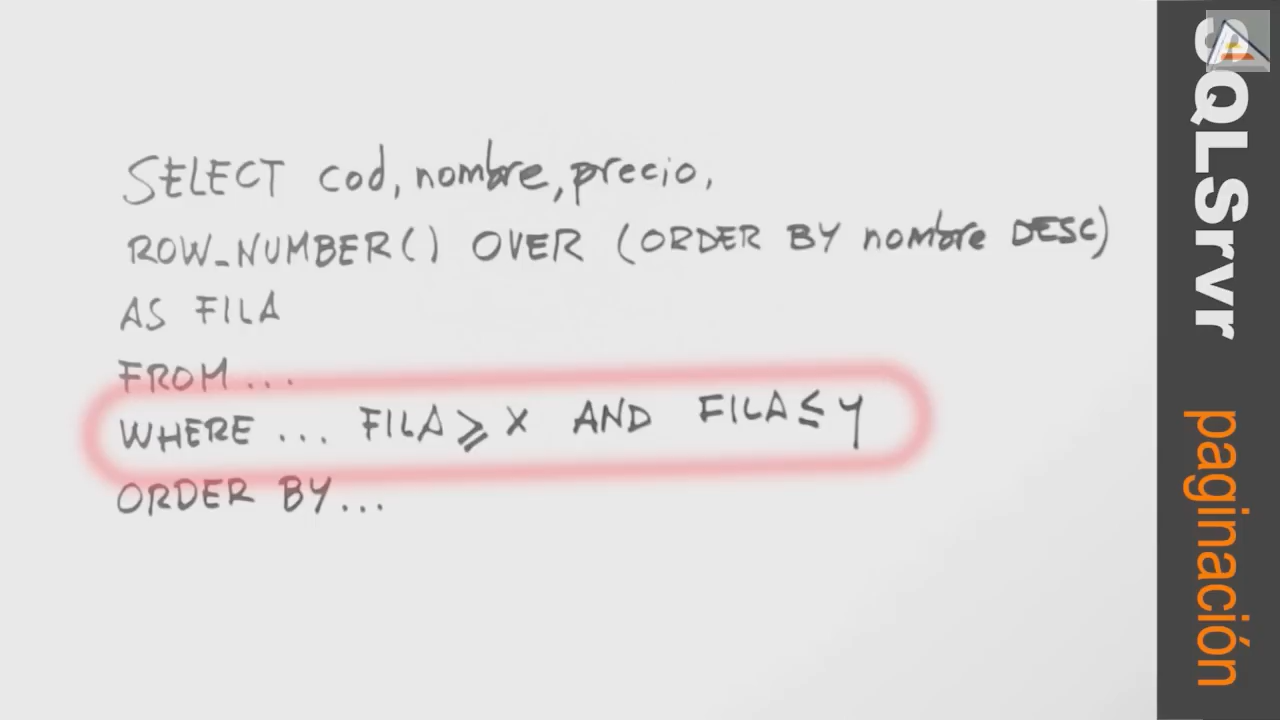 SELECT cod, nombre, precio,
ROW_NUMBER() OVER (ORDER BY nombre DESC)
AS FILA
FROM ...
WHERE ... FILA ≥ X AND FILA ≤ Y
ORDER BY ...
SQLSrvr paginación